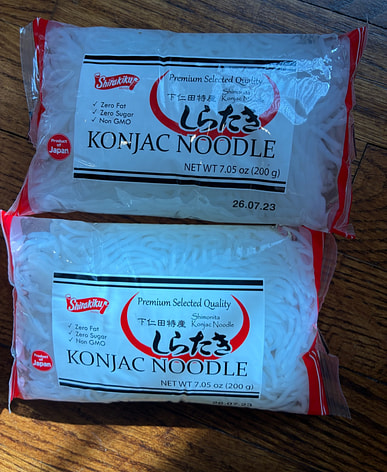 Shirakiku
Premium Selected Quality
✓ Zero Fat
✓ Zero Sugar
✓ Non GMO
下仁田特産
Shimonita
Konjac Noodle
しらたき
Product of
Japan
KONJAC NOODLE
NET WT 7.05 oz (200 g)
26.07.23
Shirakiku
Premium Selected Quality
✓ Zero Fat
✓ Zero Sugar
✓ Non GMO
下仁田特産
Shimonita
Konjac Noodle
しらたき
Product of
Japan
KONJAC NOODLE
NET WT 7.05 oz (200 g)
26.07.23